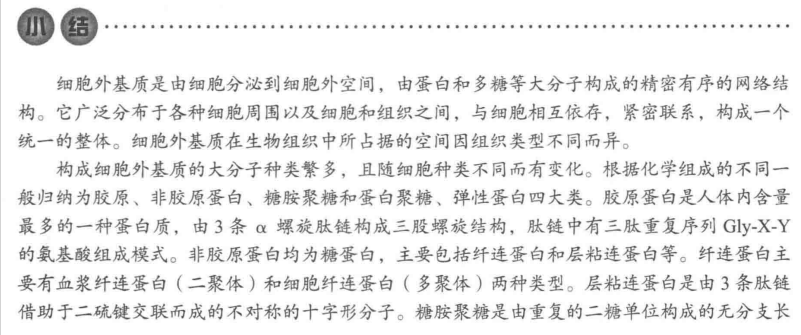 小结
细胞外基质是由细胞分泌到细胞外空间，由蛋白和多糖等大分子构成的精密有序的网络结
构。它广泛分布于各种细胞周围以及细胞和组织之间，与细胞相互依存，紧密联系，构成一个
统一的整体。细胞外基质在生物组织中所占据的空间因组织类型不同而异。
构成细胞外基质的大分子种类繁多，且随细胞种类不同而有变化。根据化学组成的不同一
般归纳为胶原、非胶原蛋白、糖胺聚糖和蛋白聚糖、弹性蛋白四大类。胶原蛋白是人体内含量
最多的一种蛋白质，由3条 α 螺旋肽链构成三股螺旋结构，肽链中有三肽重复序列 Gly-X-Y
的氨基酸组成模式。非胶原蛋白均为糖蛋白，主要包括纤连蛋白和层粘连蛋白等。纤连蛋白主
要有血浆纤连蛋白（二聚体）和细胞纤连蛋白（多聚体）两种类型。层粘连蛋白是由3条肽链
借助于二硫键交联而成的不对称的十字形分子。糖胺聚糖是由重复的二糖单位构成的无分支长